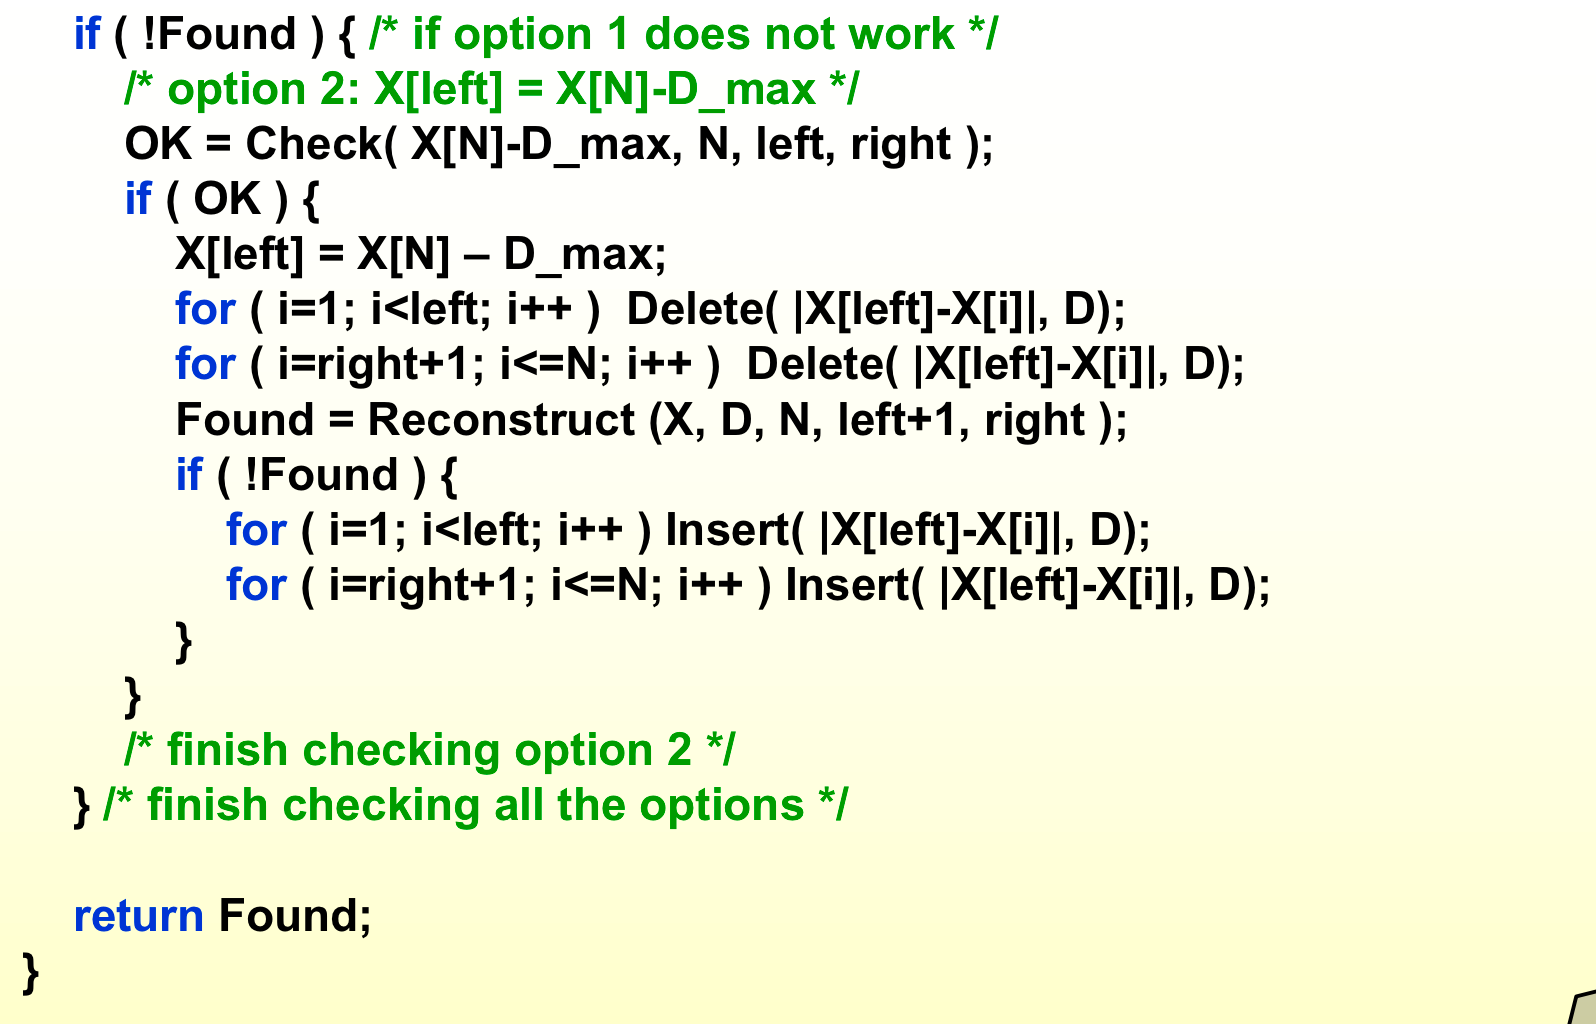 if ( !Found ) { /* if option 1 does not work */
/* option 2: X[left] = X[N]-D_max */
OK = Check( X[N]-D_max, N, left, right );
if ( OK ) {
X[left] = X[N] – D_max;
for ( i=1; i<left; i++ )  Delete( |X[left]-X[i]|, D);
for ( i=right+1; i<=N; i++ )  Delete( |X[left]-X[i]|, D);
Found = Reconstruct (X, D, N, left+1, right );
if ( !Found ) {
for ( i=1; i<left; i++ ) Insert( |X[left]-X[i]|, D);
for ( i=right+1; i<=N; i++ ) Insert( |X[left]-X[i]|, D);
}
}
/* finish checking option 2 */
} /* finish checking all the options */
return Found;
}